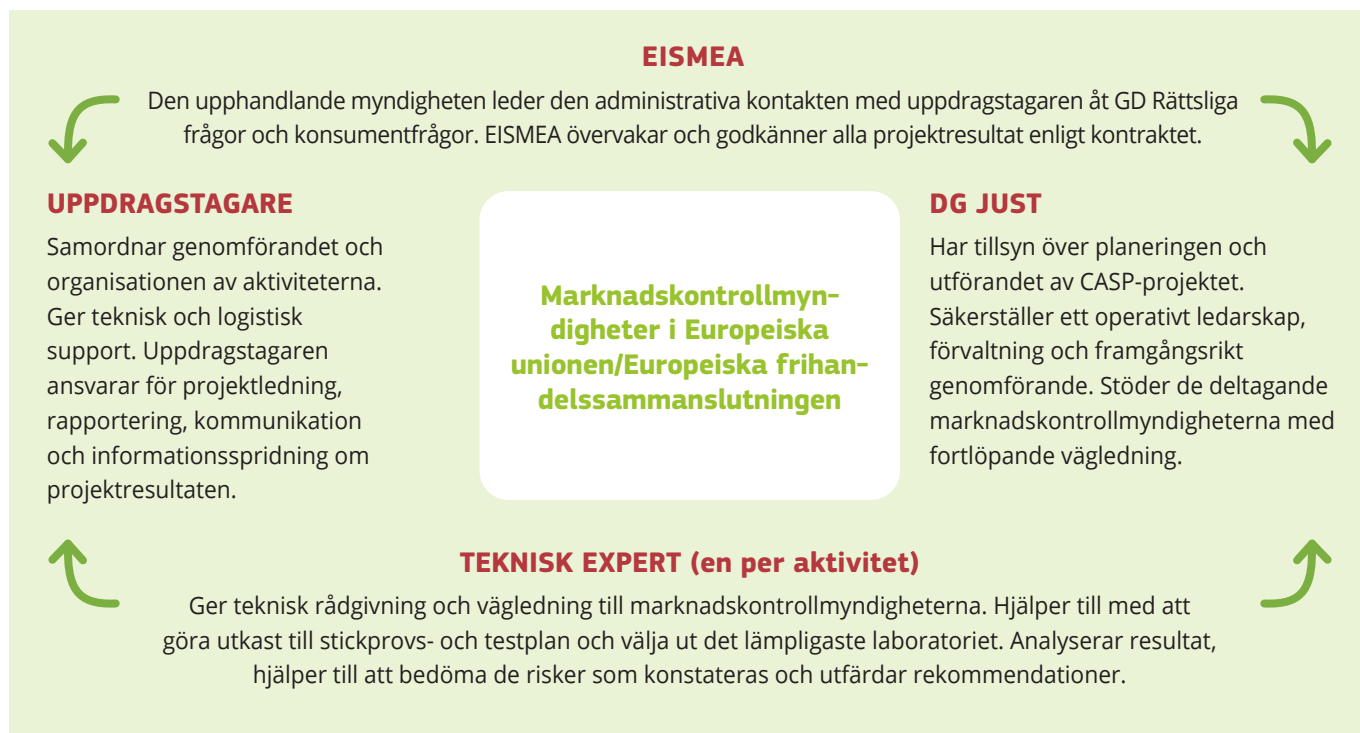 EISMEA
Den upphandlande myndigheten leder den administrativa kontakten med uppdragstagaren åt GD Rättsliga
frågor och konsumentfrågor. EISMEA övervakar och godkänner alla projektresultat enligt kontraktet.
UPPDRAGSTAGARE
Samordnar genomförandet och
organisationen av aktiviteterna.
Ger teknisk och logistisk
support. Uppdragstagaren
ansvarar för projektledning,
rapportering, kommunikation
och informationsspridning om
projektresultaten.
Marknadskontrollmyn-
digheter i Europeiska
unionen/Europeiska frihan-
delssammanslutningen
DG JUST
Har tillsyn över planeringen och
utförandet av CASP-projektet.
Säkerställer ett operativt ledarskap,
förvaltning och framgångsrikt
genomförande. Stöder de deltagande
marknadskontrollmyndigheterna med
fortlöpande vägledning.
TEKNISK EXPERT (en per aktivitet)
Ger teknisk rådgivning och vägledning till marknadskontrollmyndigheterna. Hjälper till med att
göra utkast till stickprovs- och testplan och välja ut det lämpligaste laboratoriet. Analyserar resultat,
hjälper till att bedöma de risker som konstateras och utfärdar rekommendationer.